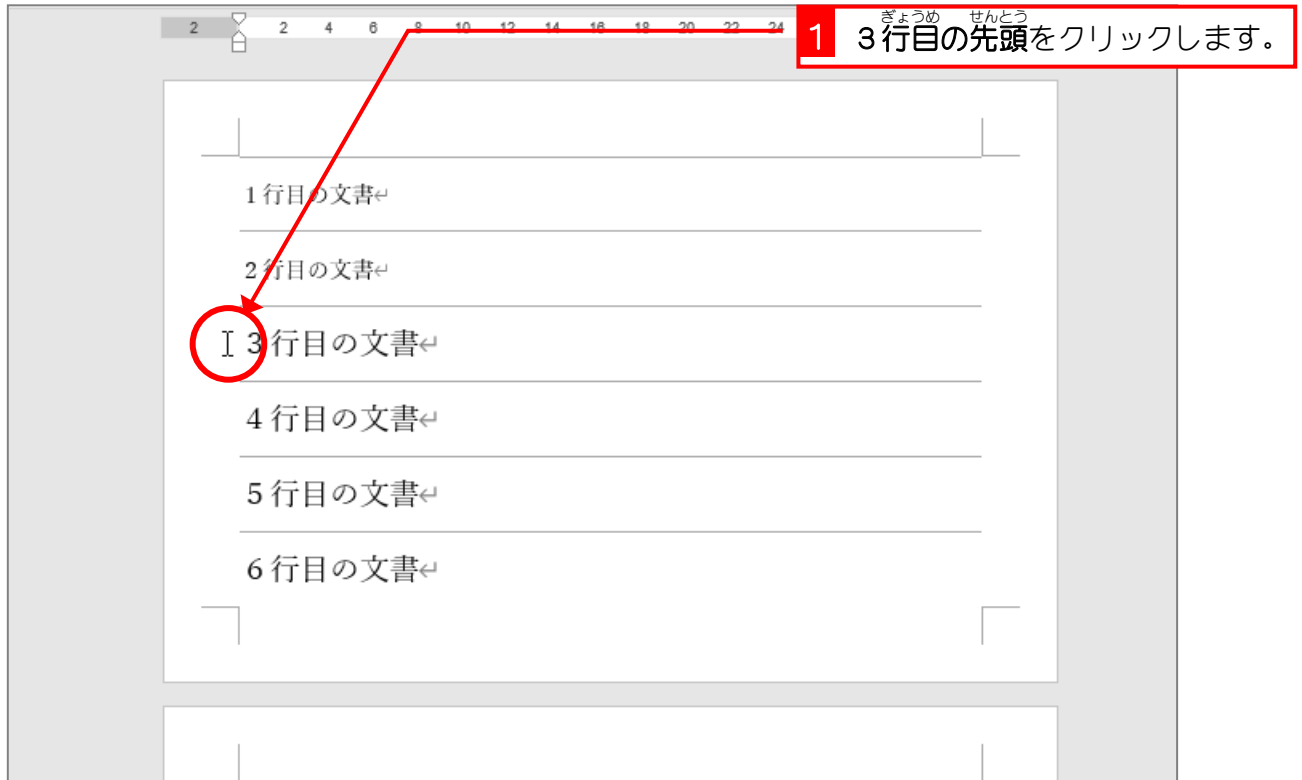 2 2 4 6 8 10 12 14 16 18 20 22 24
ぎょうめ せんとう
1 3行目の先頭をクリックします。
1行目の文書↵
2行目の文書↵
3行目の文書↵
4行目の文書↵
5行目の文書↵
6行目の文書↵